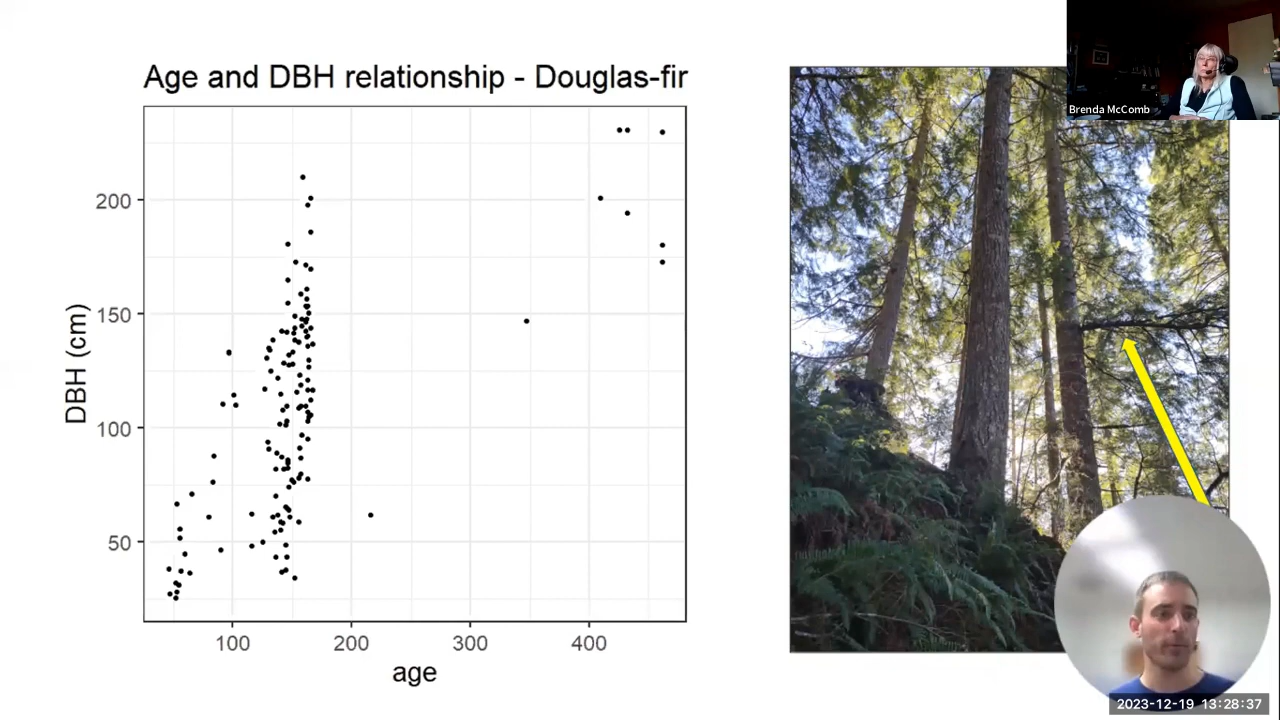 Age and DBH relationship - Douglas-fir
Brenda McComb
DBH (cm)
200
150
100
50
100 200 300 400
age
2023-12-19 13:28:37